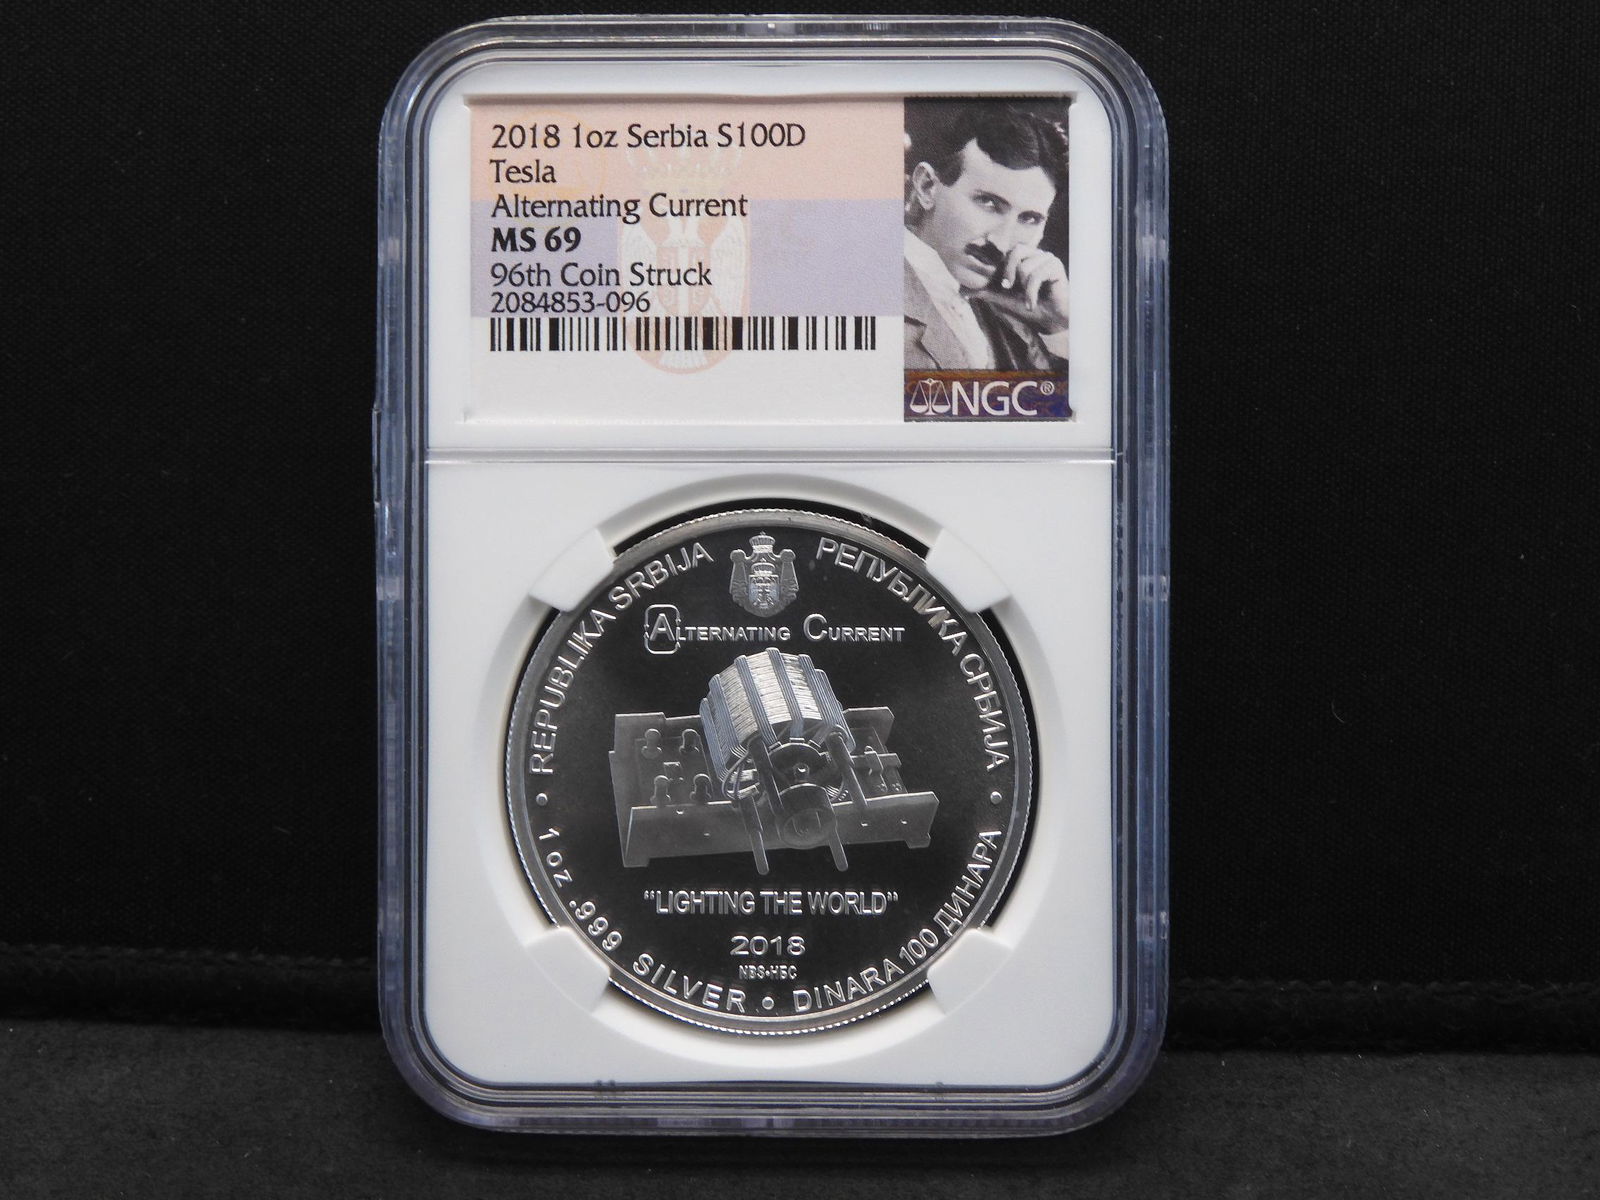 2018 1oz Serbia S100D
Tesla
Alternating Current
MS 69
96th Coin Struck
2084853-096
NGC®
REPUBLIKA SRBIJA
РЕПУБЛИКА СРБИЈА
ALTERNATING CURRENT
"LIGHTING THE WORLD"
2018
NBS•НБС
1 oz .999 SILVER • DINARA 100 ДИНАРА